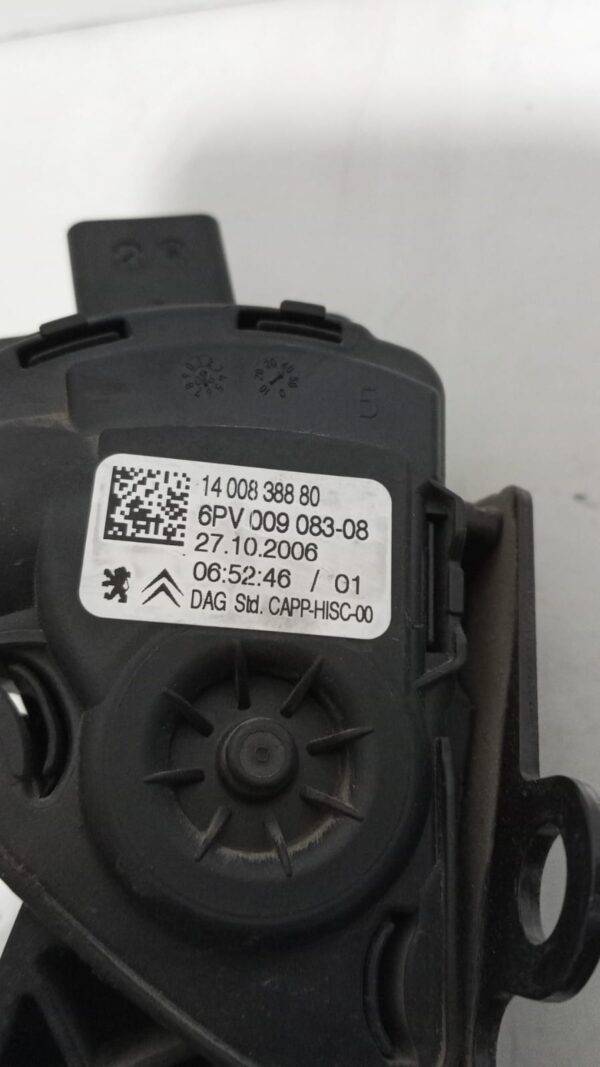 14 008 388 80
6PV 009 083-08
27.10.2006
06:52:46 / 01
DAG Std. CAPP-HISC-00